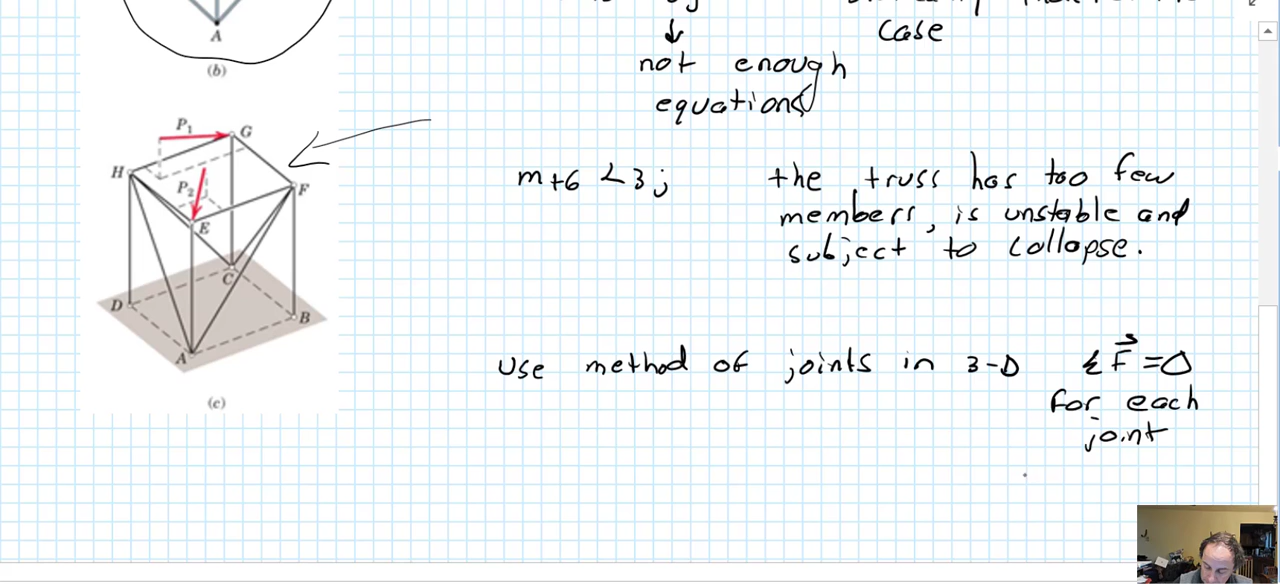 A
case
not enough
(b)
equations
P1
G
H
m+6 < 3j
the truss has too few
P2
F
members, is unstable and
E
subject to collapse.
C
D
B
A
use method of joints in 3-D
ΣF⃗ = 0
for each
joint
(c)